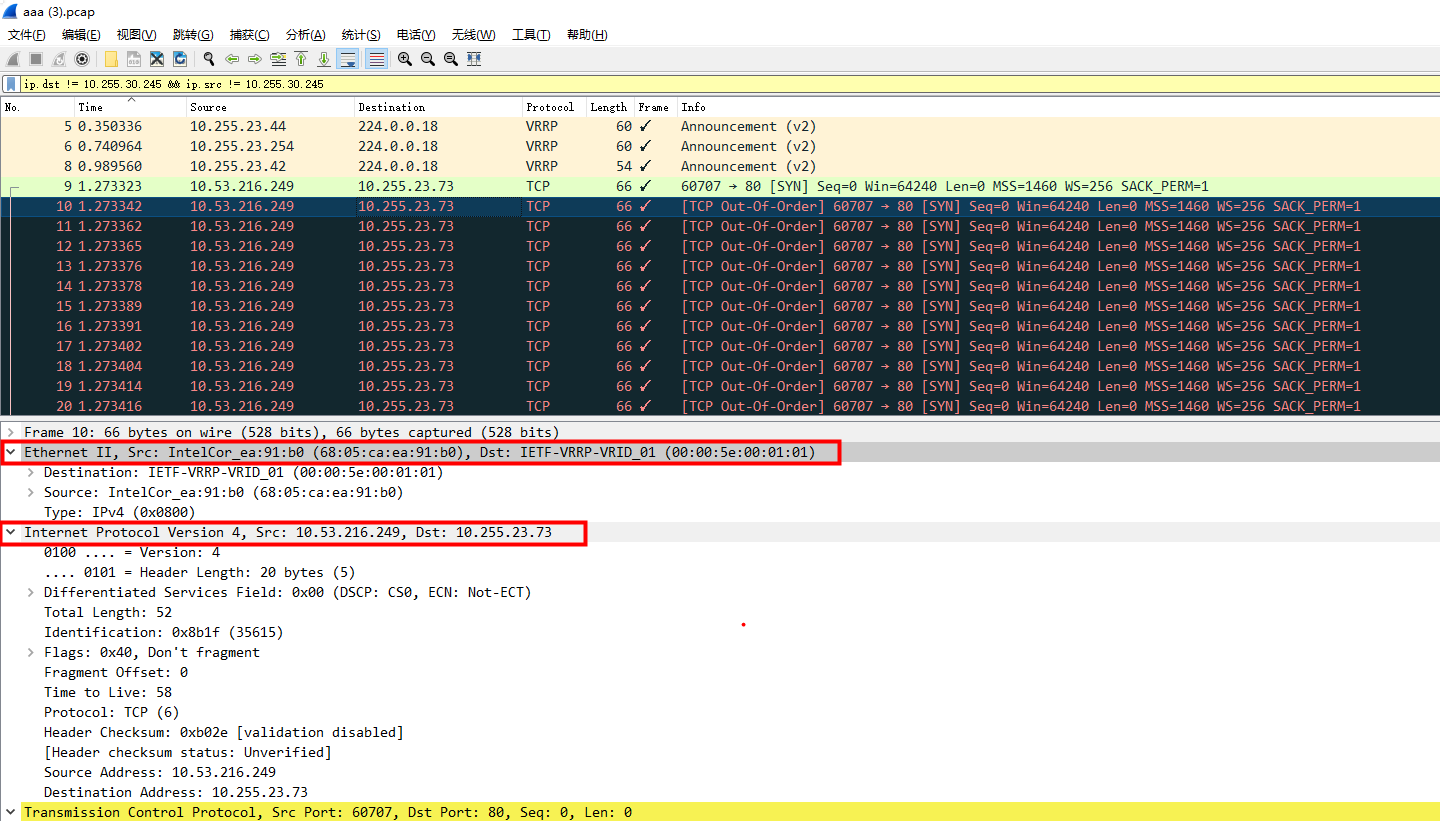 aaa (3).pcap
文件(F) 编辑(E) 视图(V) 跳转(G) 捕获(C) 分析(A) 统计(S) 电话(Y) 无线(W) 工具(T) 帮助(H)
ip.dst != 10.255.30.245 && ip.src != 10.255.30.245
No. Time Source Destination Protocol Length Frame Info
5 0.350336 10.255.23.44 224.0.0.18 VRRP 60 ✓ Announcement (v2)
6 0.740964 10.255.23.254 224.0.0.18 VRRP 60 ✓ Announcement (v2)
8 0.989560 10.255.23.42 224.0.0.18 VRRP 54 ✓ Announcement (v2)
9 1.273323 10.53.216.249 10.255.23.73 TCP 66 ✓ 60707 → 80 [SYN] Seq=0 Win=64240 Len=0 MSS=1460 WS=256 SACK_PERM=1
10 1.273342 10.53.216.249 10.255.23.73 TCP 66 ✓ [TCP Out-Of-Order] 60707 → 80 [SYN] Seq=0 Win=64240 Len=0 MSS=1460 WS=256 SACK_PERM=1
11 1.273362 10.53.216.249 10.255.23.73 TCP 66 ✓ [TCP Out-Of-Order] 60707 → 80 [SYN] Seq=0 Win=64240 Len=0 MSS=1460 WS=256 SACK_PERM=1
12 1.273365 10.53.216.249 10.255.23.73 TCP 66 ✓ [TCP Out-Of-Order] 60707 → 80 [SYN] Seq=0 Win=64240 Len=0 MSS=1460 WS=256 SACK_PERM=1
13 1.273376 10.53.216.249 10.255.23.73 TCP 66 ✓ [TCP Out-Of-Order] 60707 → 80 [SYN] Seq=0 Win=64240 Len=0 MSS=1460 WS=256 SACK_PERM=1
14 1.273378 10.53.216.249 10.255.23.73 TCP 66 ✓ [TCP Out-Of-Order] 60707 → 80 [SYN] Seq=0 Win=64240 Len=0 MSS=1460 WS=256 SACK_PERM=1
15 1.273389 10.53.216.249 10.255.23.73 TCP 66 ✓ [TCP Out-Of-Order] 60707 → 80 [SYN] Seq=0 Win=64240 Len=0 MSS=1460 WS=256 SACK_PERM=1
16 1.273391 10.53.216.249 10.255.23.73 TCP 66 ✓ [TCP Out-Of-Order] 60707 → 80 [SYN] Seq=0 Win=64240 Len=0 MSS=1460 WS=256 SACK_PERM=1
17 1.273402 10.53.216.249 10.255.23.73 TCP 66 ✓ [TCP Out-Of-Order] 60707 → 80 [SYN] Seq=0 Win=64240 Len=0 MSS=1460 WS=256 SACK_PERM=1
18 1.273404 10.53.216.249 10.255.23.73 TCP 66 ✓ [TCP Out-Of-Order] 60707 → 80 [SYN] Seq=0 Win=64240 Len=0 MSS=1460 WS=256 SACK_PERM=1
19 1.273414 10.53.216.249 10.255.23.73 TCP 66 ✓ [TCP Out-Of-Order] 60707 → 80 [SYN] Seq=0 Win=64240 Len=0 MSS=1460 WS=256 SACK_PERM=1
20 1.273416 10.53.216.249 10.255.23.73 TCP 66 ✓ [TCP Out-Of-Order] 60707 → 80 [SYN] Seq=0 Win=64240 Len=0 MSS=1460 WS=256 SACK_PERM=1
Frame 10: 66 bytes on wire (528 bits), 66 bytes captured (528 bits)
Ethernet II, Src: IntelCor_ea:91:b0 (68:05:ca:ea:91:b0), Dst: IETF-VRRP-VRID_01 (00:00:5e:00:01:01)
Destination: IETF-VRRP-VRID_01 (00:00:5e:00:01:01)
Source: IntelCor_ea:91:b0 (68:05:ca:ea:91:b0)
Type: IPv4 (0x0800)
Internet Protocol Version 4, Src: 10.53.216.249, Dst: 10.255.23.73
0100 .... = Version: 4
.... 0101 = Header Length: 20 bytes (5)
Differentiated Services Field: 0x00 (DSCP: CS0, ECN: Not-ECT)
Total Length: 52
Identification: 0x8b1f (35615)
Flags: 0x40, Don't fragment
Fragment Offset: 0
Time to Live: 58
Protocol: TCP (6)
Header Checksum: 0xb02e [validation disabled]
[Header checksum status: Unverified]
Source Address: 10.53.216.249
Destination Address: 10.255.23.73
Transmission Control Protocol, Src Port: 60707, Dst Port: 80, Seq: 0, Len: 0